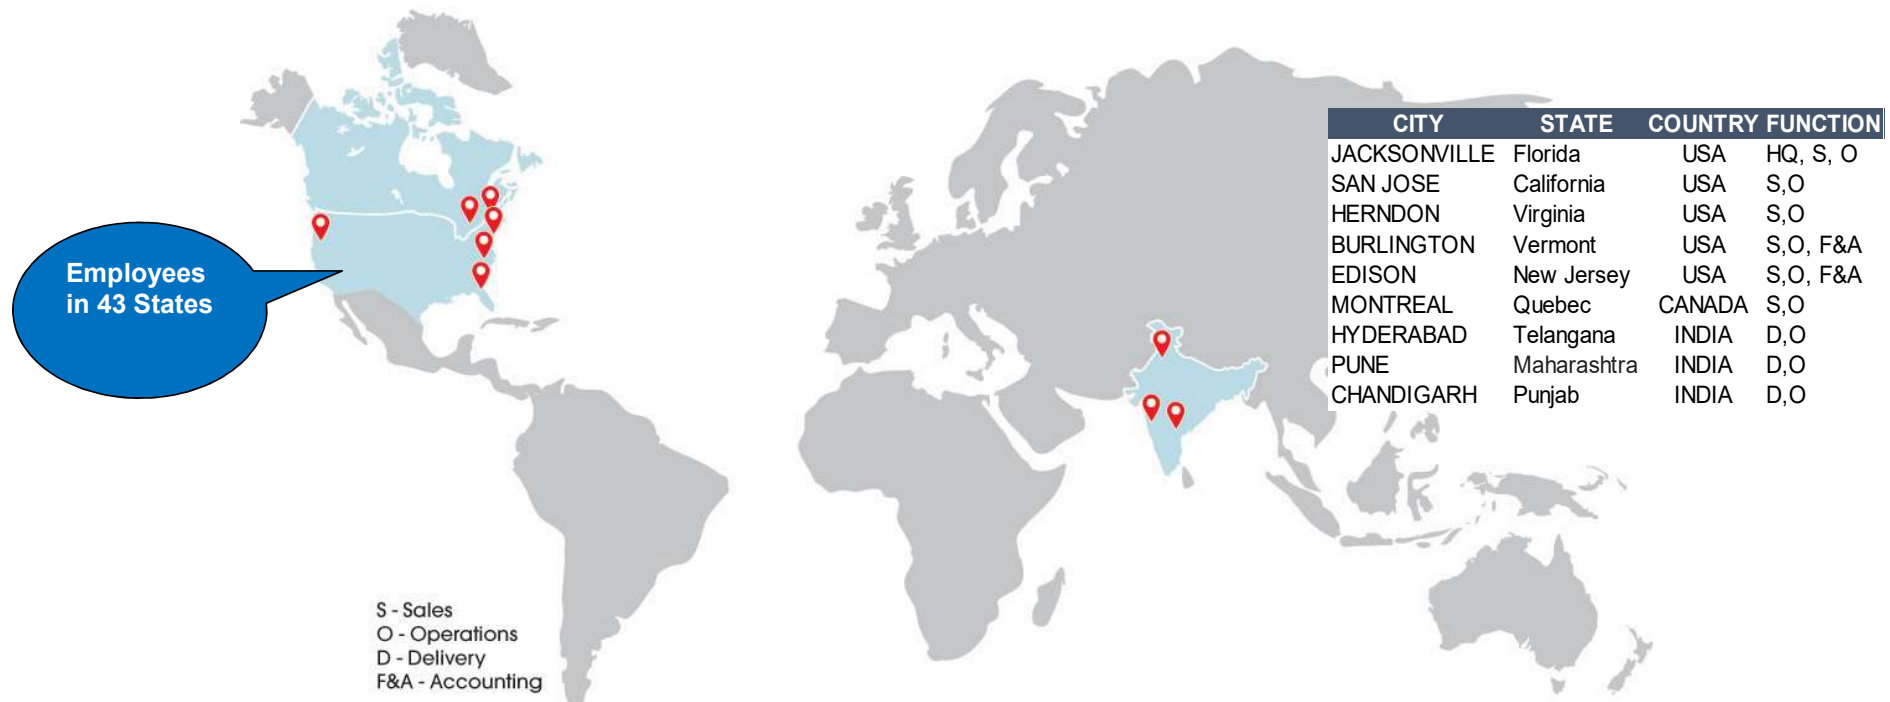 Employees
in 43 States
CITY STATE COUNTRY FUNCTION
JACKSONVILLE Florida USA HQ, S, O
SAN JOSE California USA S,O
HERNDON Virginia USA S,O
BURLINGTON Vermont USA S,O, F&A
EDISON New Jersey USA S,O, F&A
MONTREAL Quebec CANADA S,O
HYDERABAD Telangana INDIA D,O
PUNE Maharashtra INDIA D,O
CHANDIGARH Punjab INDIA D,O
S - Sales
O - Operations
D - Delivery
F&A - Accounting